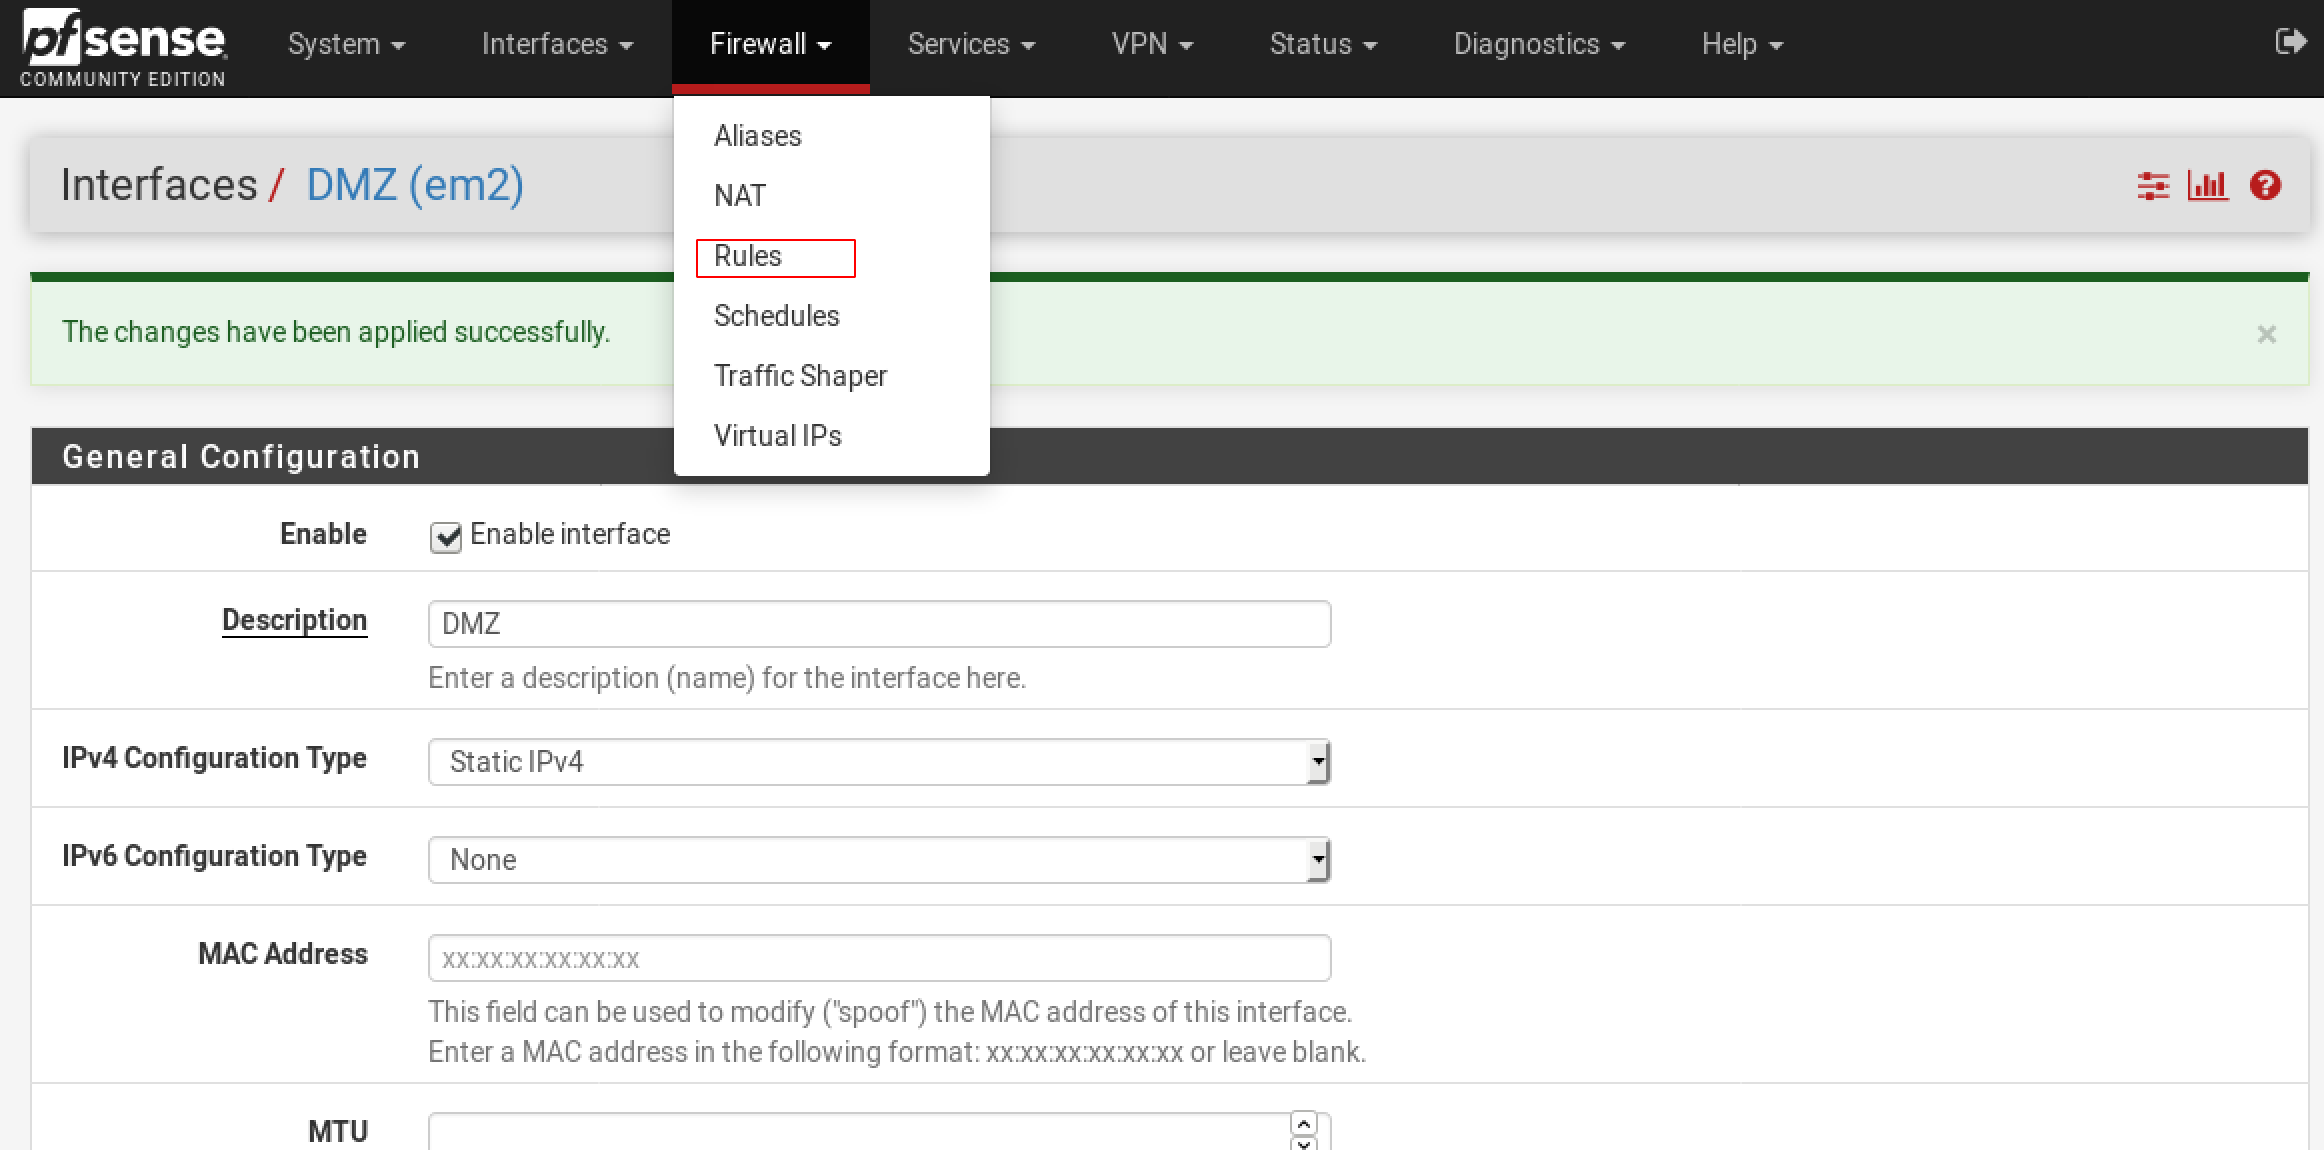 pfsense
COMMUNITY EDITION
System
Interfaces
Firewall
Services
VPN
Status
Diagnostics
Help
Aliases
NAT
Rules
Schedules
Traffic Shaper
Virtual IPs
Interfaces / DMZ (em2)
The changes have been applied successfully.
×
General Configuration
Enable
Enable interface
Description
DMZ
Enter a description (name) for the interface here.
IPv4 Configuration Type
Static IPv4
IPv6 Configuration Type
None
MAC Address
xx:xx:xx:xx:xx:xx
This field can be used to modify ("spoof") the MAC address of this interface.
Enter a MAC address in the following format: xx:xx:xx:xx:xx:xx or leave blank.
MTU